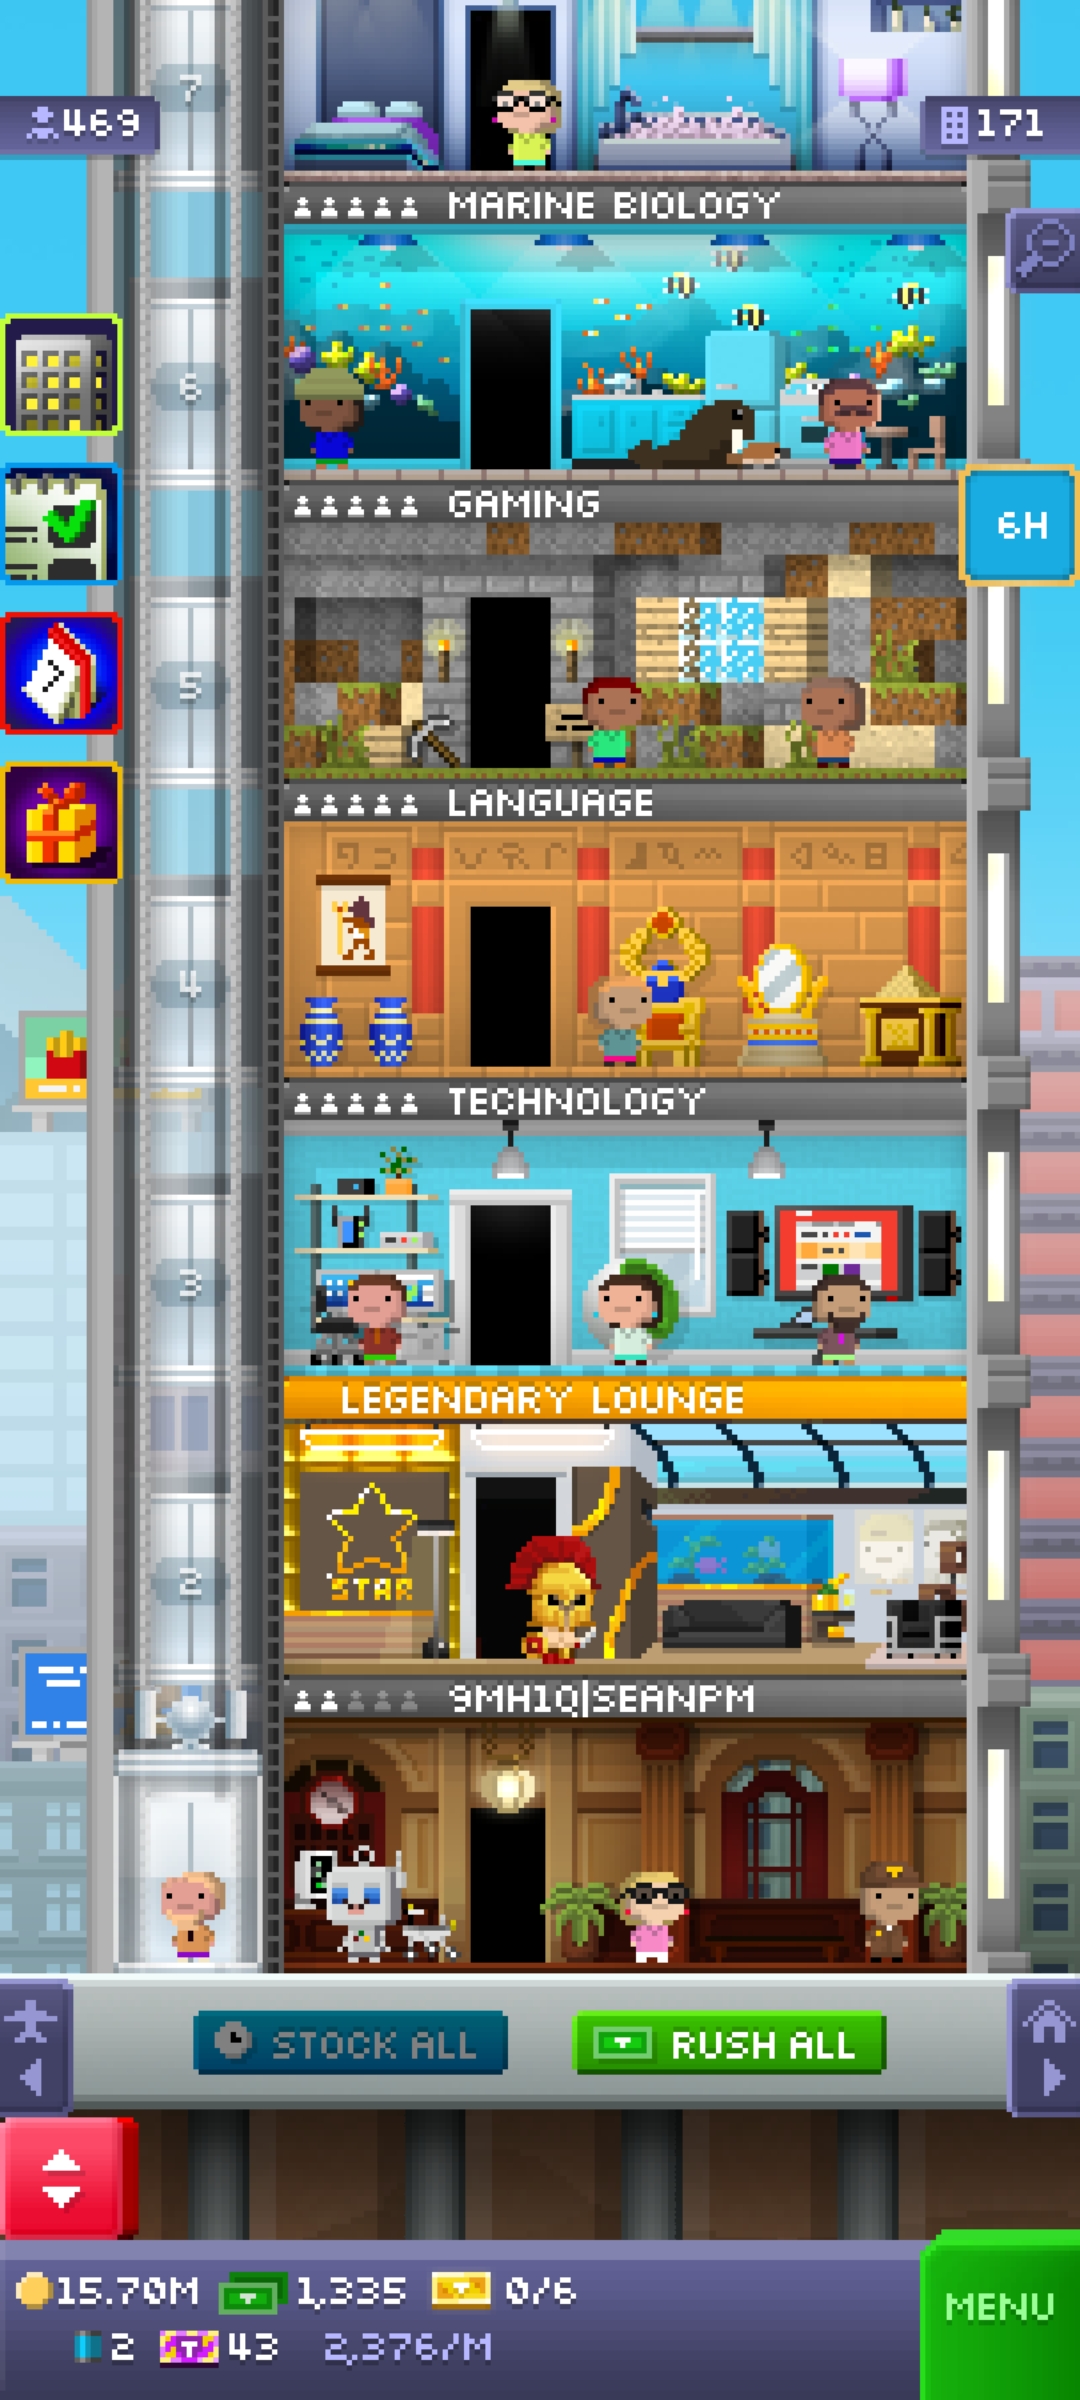 7
469
171
MARINE BIOLOGY
6
GAMING
6H
5
LANGUAGE
4
TECHNOLOGY
3
LEGENDARY LOUNGE
STAR
2
9MH1Q|SEANPM
STOCK ALL
RUSH ALL
15.70M
1,335
0/6
MENU
2
43
2,376/M